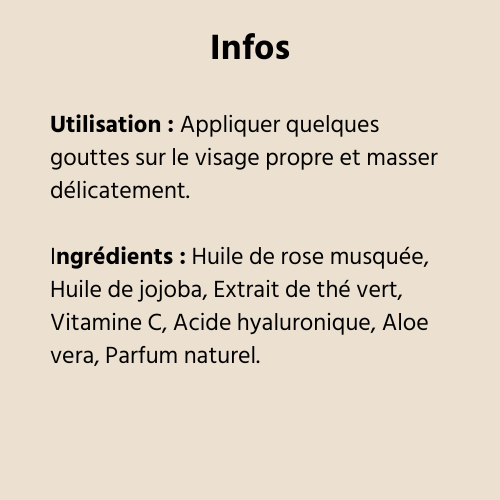 Infos
Utilisation : Appliquer quelques
gouttes sur le visage propre et masser
délicatement.
Ingrédients : Huile de rose musquée,
Huile de jojoba, Extrait de thé vert,
Vitamine C, Acide hyaluronique, Aloe
vera, Parfum naturel.